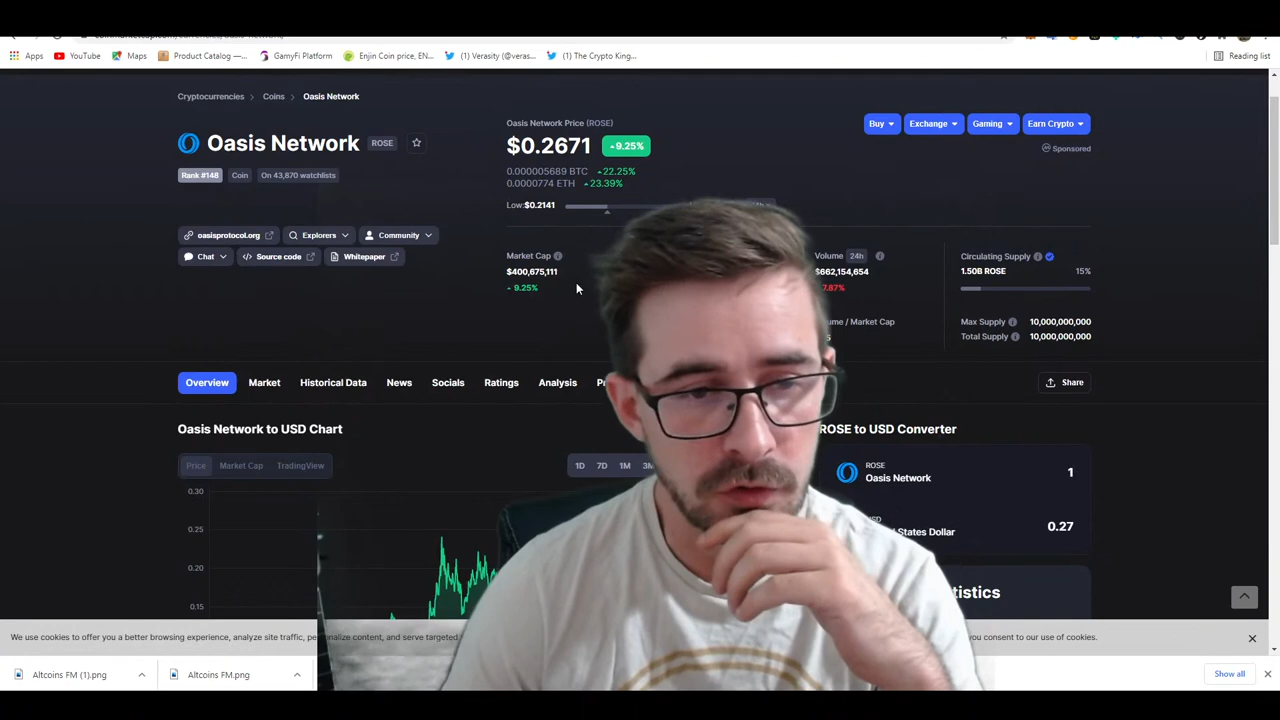 Apps YouTube Maps Product Catalog — ... GamyFi Platform Enjin Coin price, EN... (1) Verasity (@veras... (1) The Crypto King... Reading list
Cryptocurrencies > Coins > Oasis Network
Oasis Network ROSE
Rank #148 Coin On 43,870 watchlists
oasisprotocol.org Explorers Community
Chat Source code Whitepaper
Oasis Network Price (ROSE)
$0.2671 9.25%
0.000005689 BTC 22.25%
0.0000774 ETH 23.39%
Low: $0.2141
Buy Exchange Gaming Earn Crypto
Sponsored
Market Cap
$400,675,111
9.25%
Volume 24h
$662,154,654
7.87%
Market Cap
Circulating Supply
1.50B ROSE 15%
Max Supply 10,000,000,000
Total Supply 10,000,000,000
Overview Market Historical Data News Socials Ratings Analysis
Share
Oasis Network to USD Chart
Price Market Cap TradingView
1D 7D 1M
0.30
0.25
0.20
0.15
ROSE to USD Converter
ROSE
Oasis Network 1
States Dollar 0.27
We use cookies to offer you a better browsing experience, analyze site traffic, personalize content, and serve targeted
you consent to our use of cookies.
Altcoins FM (1).png Altcoins FM.png
Show all